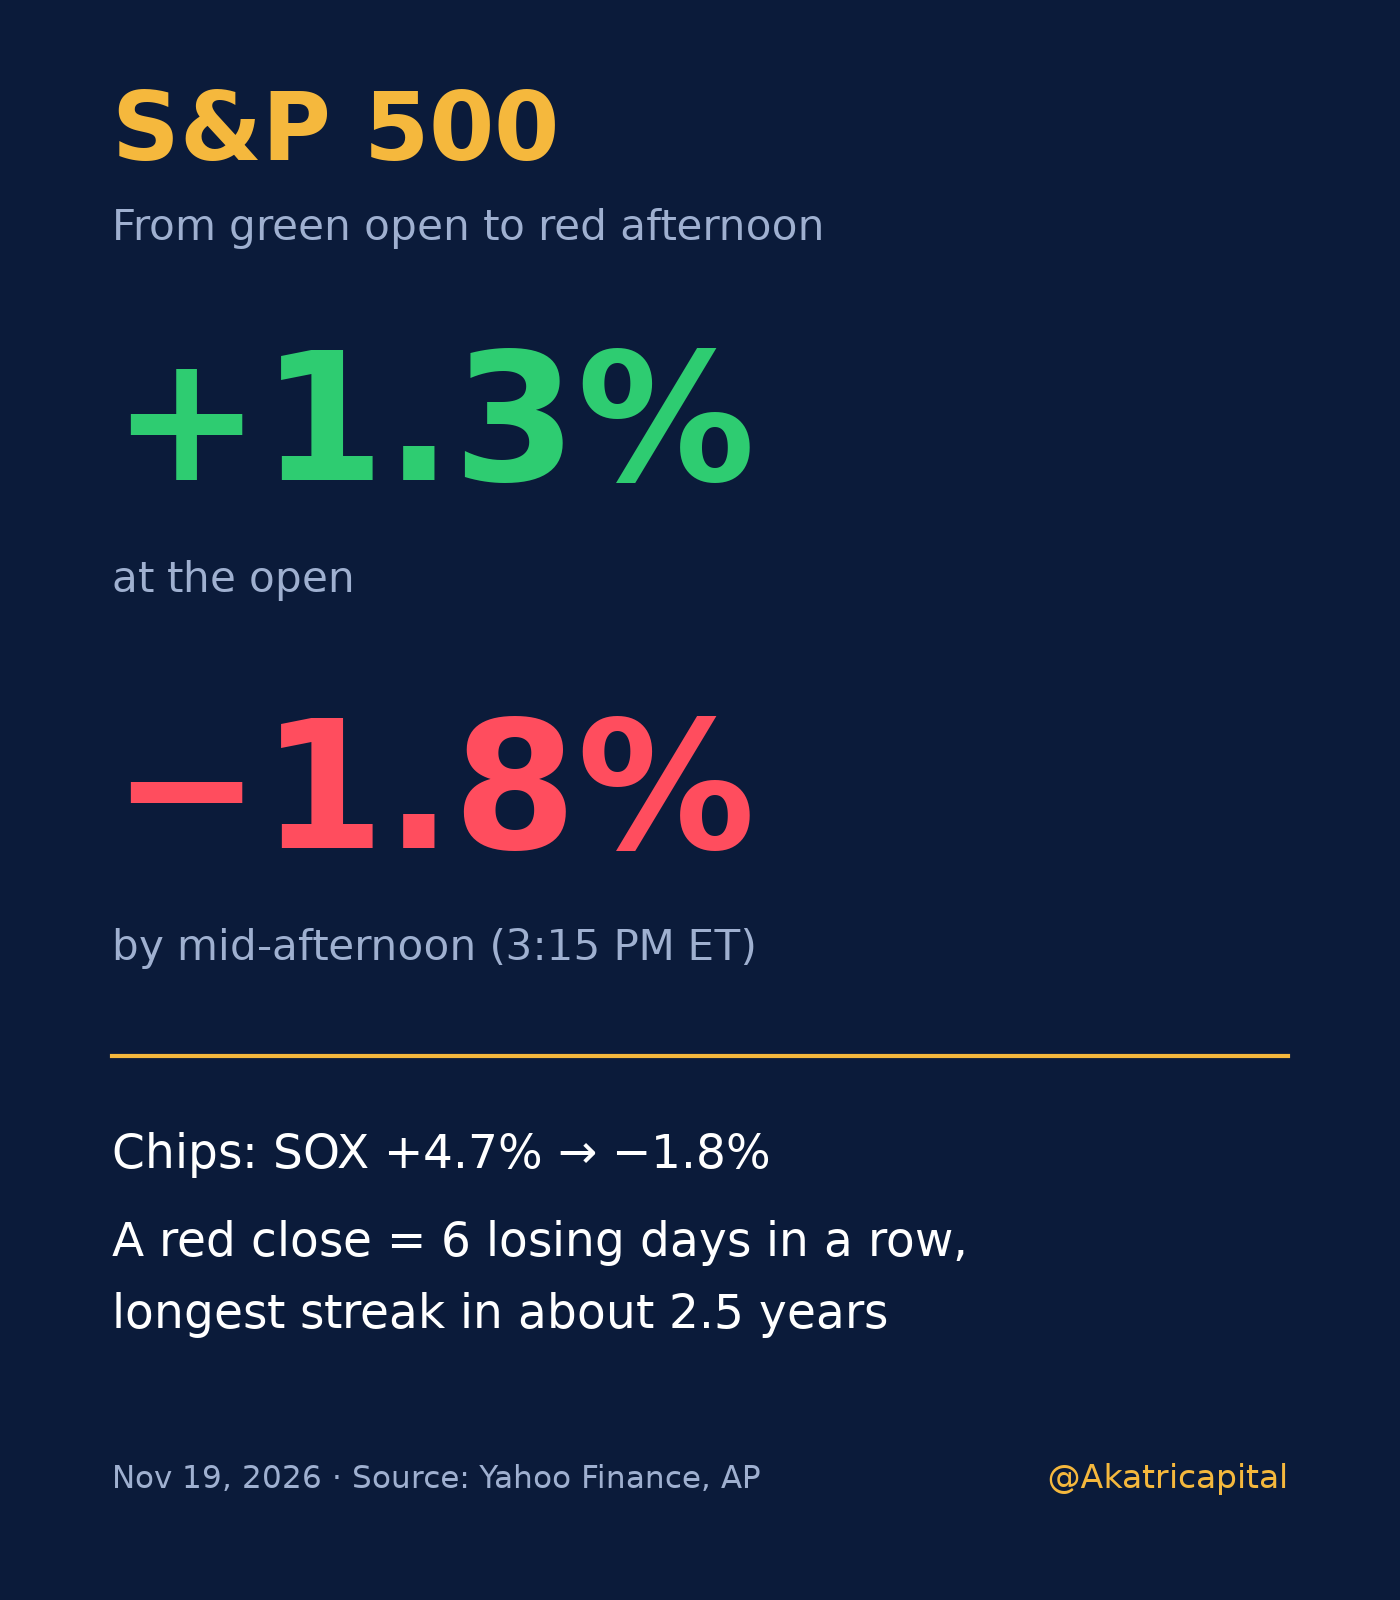 S&P 500
From green open to red afternoon
+1.3%
at the open
−1.8%
by mid-afternoon (3:15 PM ET)
Chips: SOX +4.7% → −1.8%
A red close = 6 losing days in a row,
longest streak in about 2.5 years
Nov 19, 2026 · Source: Yahoo Finance, AP
@Akatricapital